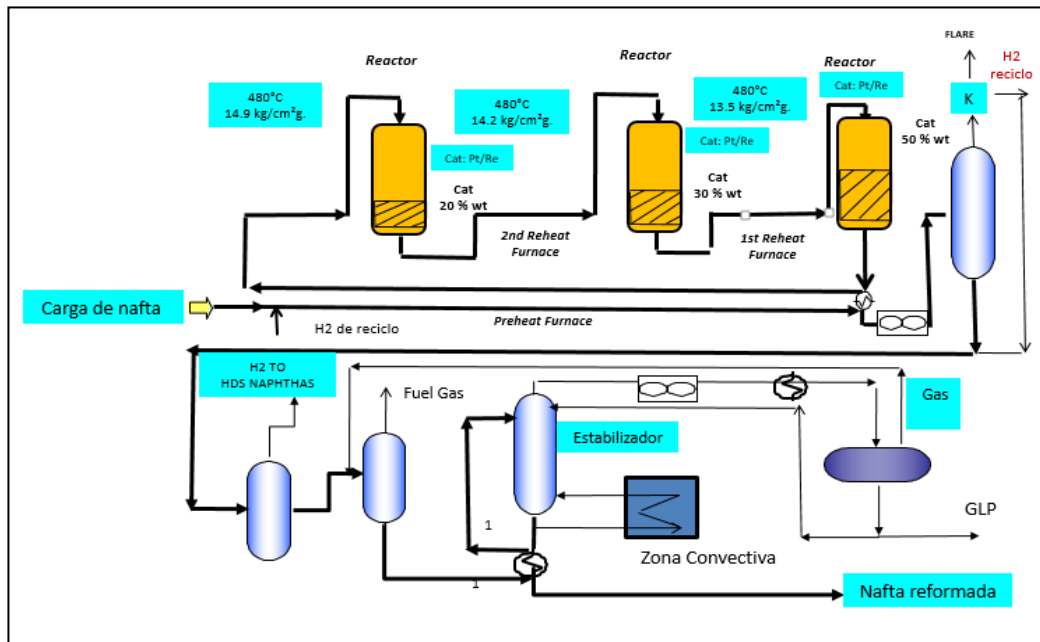 FLARE
H2
reciclo
K
Reactor
Reactor
Reactor
480°C
14.9 kg/cm²g.
480°C
14.2 kg/cm²g.
480°C
13.5 kg/cm²g.
Cat: Pt/Re
Cat: Pt/Re
Cat: Pt/Re
Cat
20 % wt
Cat
30 % wt
Cat
50 % wt
2nd Reheat
Furnace
1st Reheat
Furnace
Carga de nafta
H2 de reciclo
Preheat Furnace
H2 TO
HDS NAPHTHAS
Fuel Gas
Estabilizador
Gas
GLP
1
Zona Convectiva
1
Nafta reformada